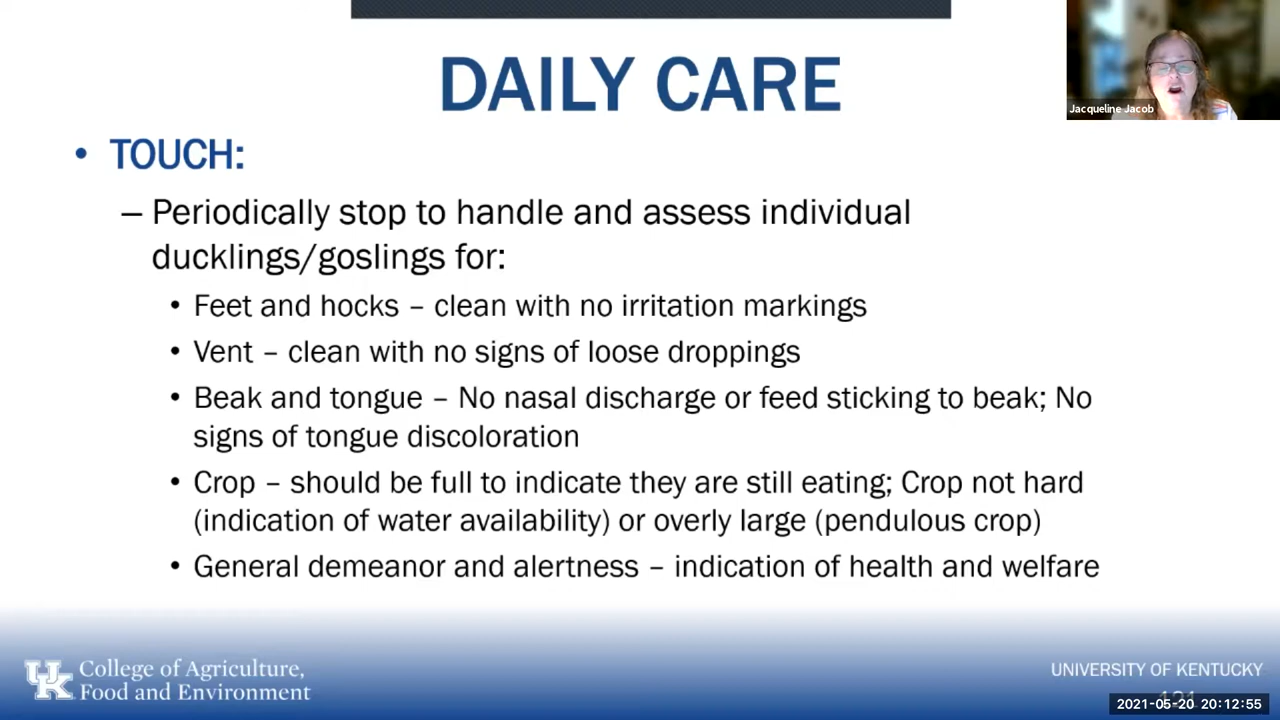 DAILY CARE
Jacqueline Jacob
• TOUCH:
– Periodically stop to handle and assess individual
ducklings/goslings for:
• Feet and hocks – clean with no irritation markings
• Vent – clean with no signs of loose droppings
• Beak and tongue – No nasal discharge or feed sticking to beak; No
signs of tongue discoloration
• Crop – should be full to indicate they are still eating; Crop not hard
(indication of water availability) or overly large (pendulous crop)
• General demeanor and alertness – indication of health and welfare
UK
College of Agriculture,
Food and Environment
UNIVERSITY OF KENTUCKY
2021-05-20 20:12:55